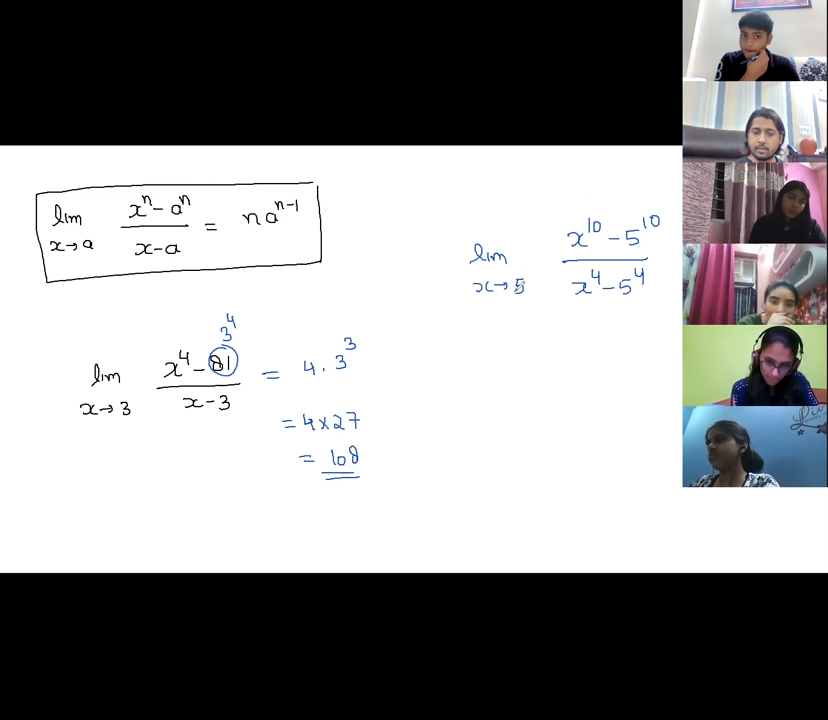 lim x→a (xⁿ - aⁿ)/(x - a) = n aⁿ⁻¹
lim x→3 (x⁴ - 81)/(x - 3) = 4 . 3³
3⁴
= 4 × 27
= 108
lim x→5 (x¹⁰ - 5¹⁰)/(x⁴ - 5⁴)